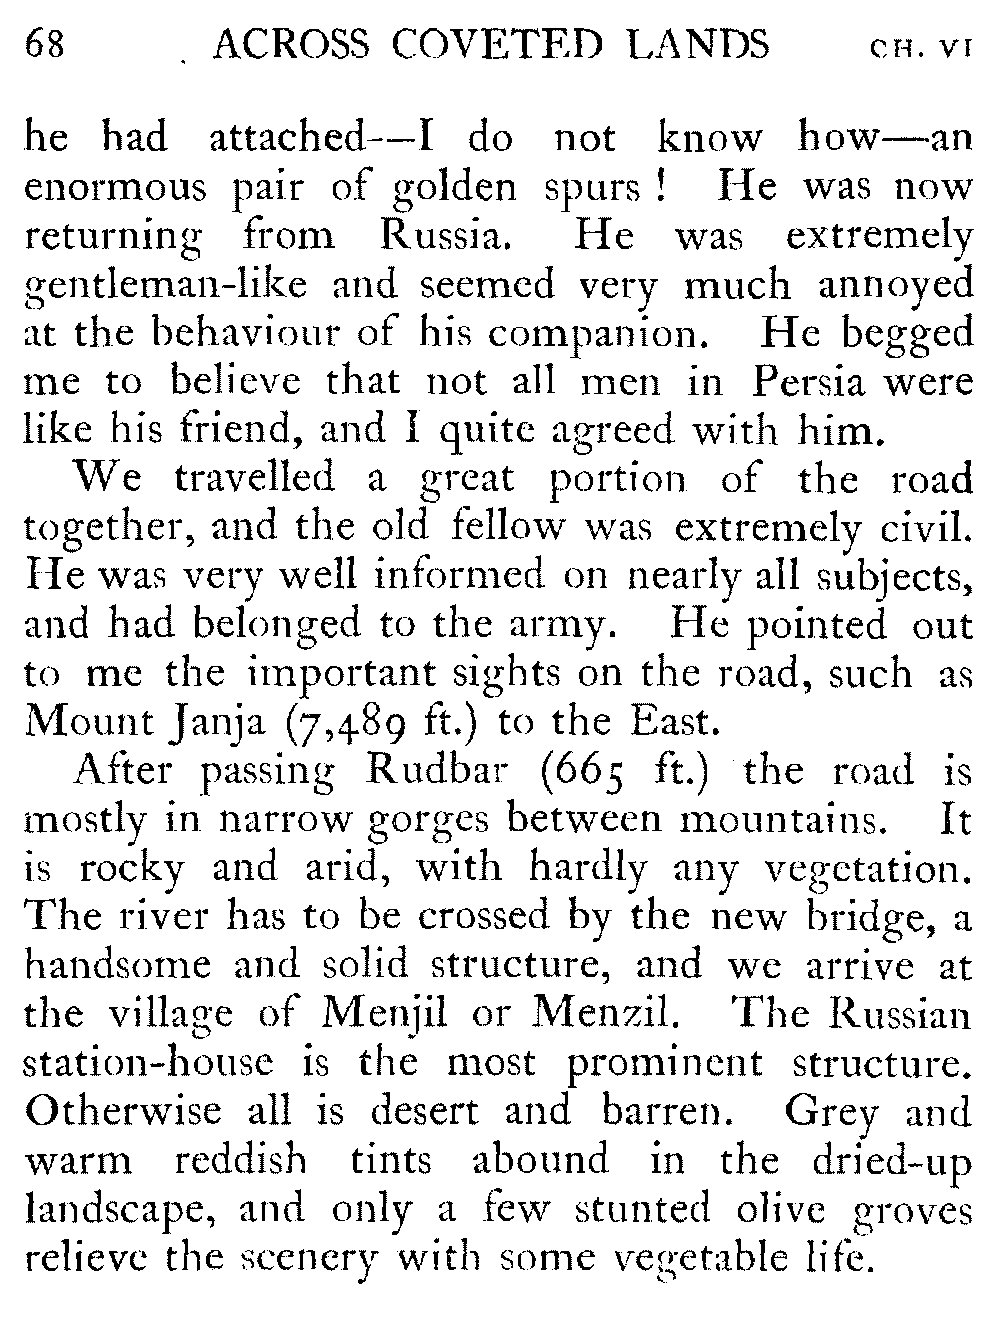 68 ACROSS COVETED LANDS CH. VI
he had attached—I do not know how—an
enormous pair of golden spurs! He was now
returning from Russia. He was extremely
gentleman-like and seemed very much annoyed
at the behaviour of his companion. He begged
me to believe that not all men in Persia were
like his friend, and I quite agreed with him.
We travelled a great portion of the road
together, and the old fellow was extremely civil.
He was very well informed on nearly all subjects,
and had belonged to the army. He pointed out
to me the important sights on the road, such as
Mount Janja (7,489 ft.) to the East.
After passing Rudbar (665 ft.) the road is
mostly in narrow gorges between mountains. It
is rocky and arid, with hardly any vegetation.
The river has to be crossed by the new bridge, a
handsome and solid structure, and we arrive at
the village of Menjil or Menzil. The Russian
station-house is the most prominent structure.
Otherwise all is desert and barren. Grey and
warm reddish tints abound in the dried-up
landscape, and only a few stunted olive groves
relieve the scenery with some vegetable life.